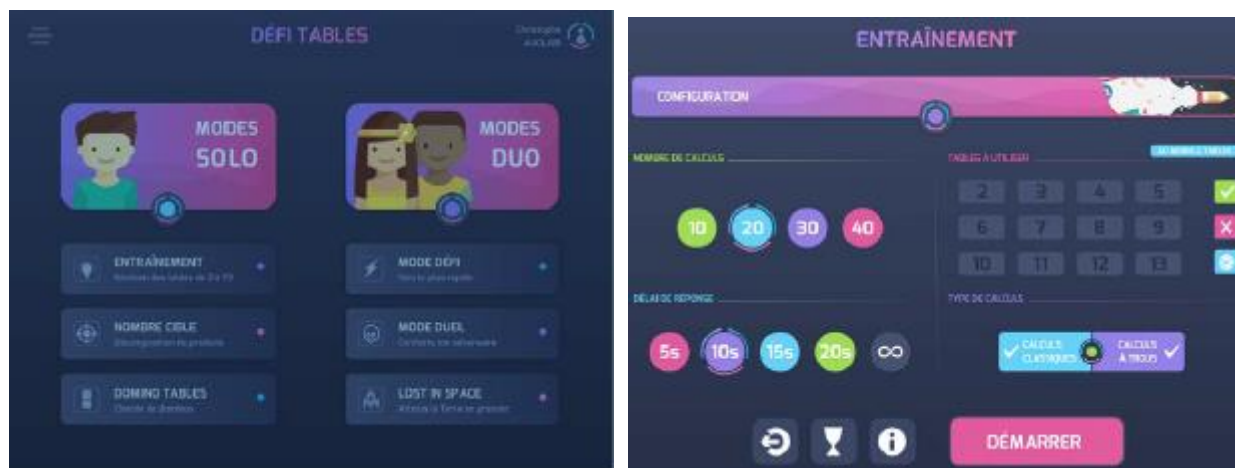 DÉFI TABLES
MODES
SOLO
MODES
DUO
ENTRAÎNEMENT
NOMBRE CIBLE
DOMINO TABLES
MODE DÉFI
MODE DUEL
LOST IN SPACE
ENTRAÎNEMENT
CONFIGURATION
NOMBRE DE CALCULS
10 20 30 40
TABLES À UTILISER
2 3 4 5
6 7 8 9
10 11 12 13
DÉLAI DE RÉPONSE
5s 10s 15s 20s ∞
TYPE DE CALCULS
CALCULS
CLASSIQUES
CALCULS
À TROUS
DÉMARRER